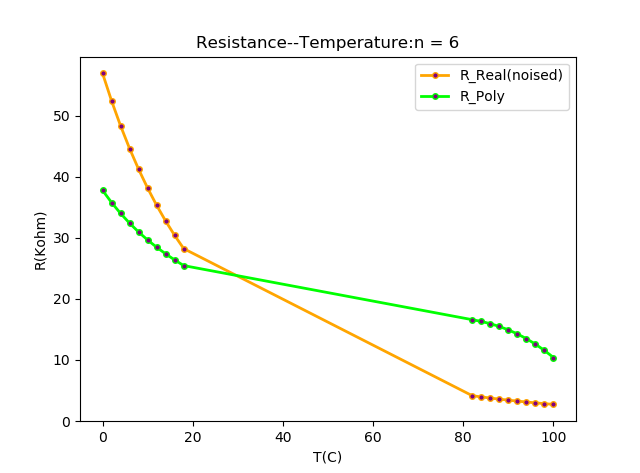 Resistance--Temperature:n = 6
R_Real(noised)
R_Poly
50
40
30
20
10
0
R(Kohm)
0 20 40 60 80 100
T(C)